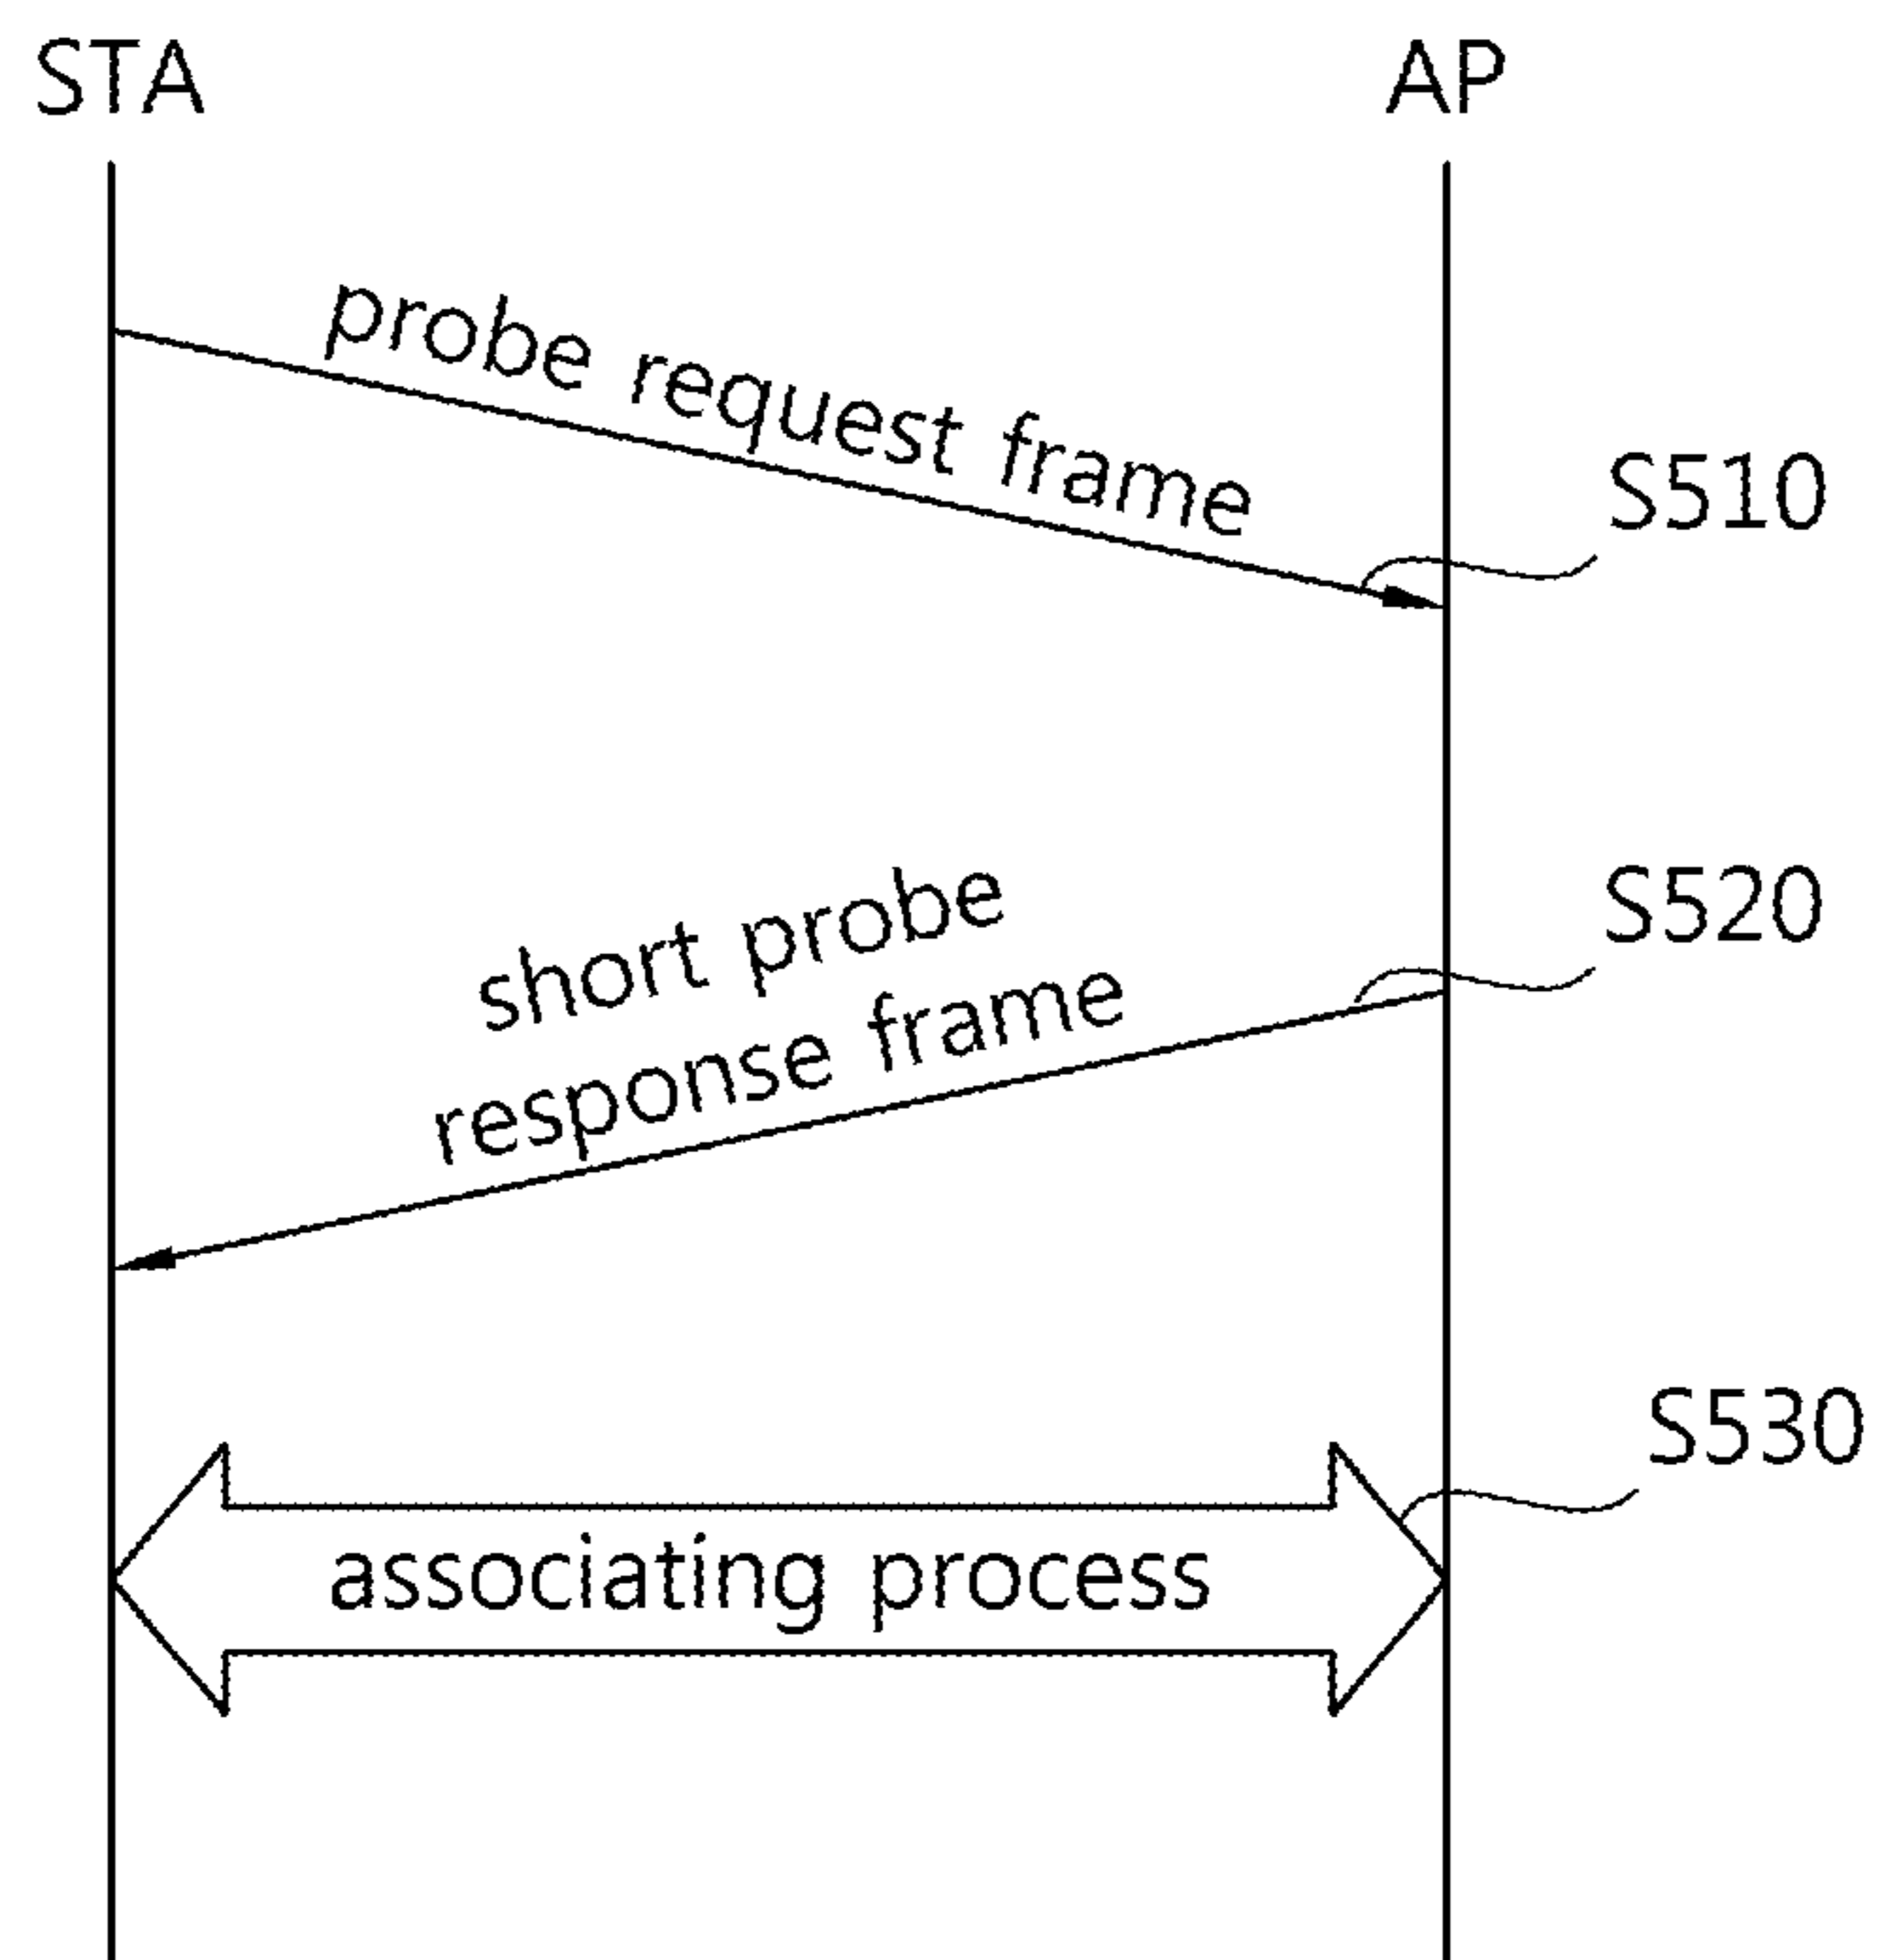 STA
AP
probe request frame
S510
short probe
response frame
S520
S530
associating process